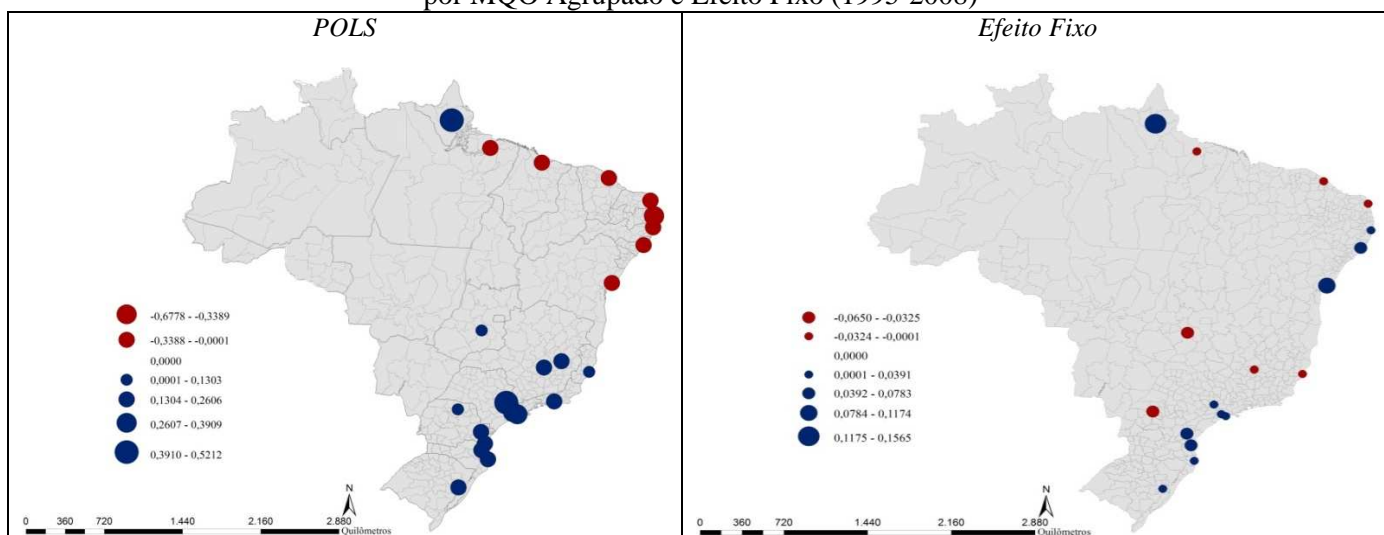 por MQO Agrupado e Efeito Fixo (1995-2008)
POLS
-0,6778 - -0,3389
-0,3388 - -0,0001
0,0000
0,0001 - 0,1303
0,1304 - 0,2606
0,2607 - 0,3909
0,3910 - 0,5212
N
0 360 720 1.440 2.160 2.880
Quilômetros
Efeito Fixo
-0,0650 - -0,0325
-0,0324 - -0,0001
0,0000
0,0001 - 0,0391
0,0392 - 0,0783
0,0784 - 0,1174
0,1175 - 0,1565
N
0 360 720 1.440 2.160 2.880
Quilômetros